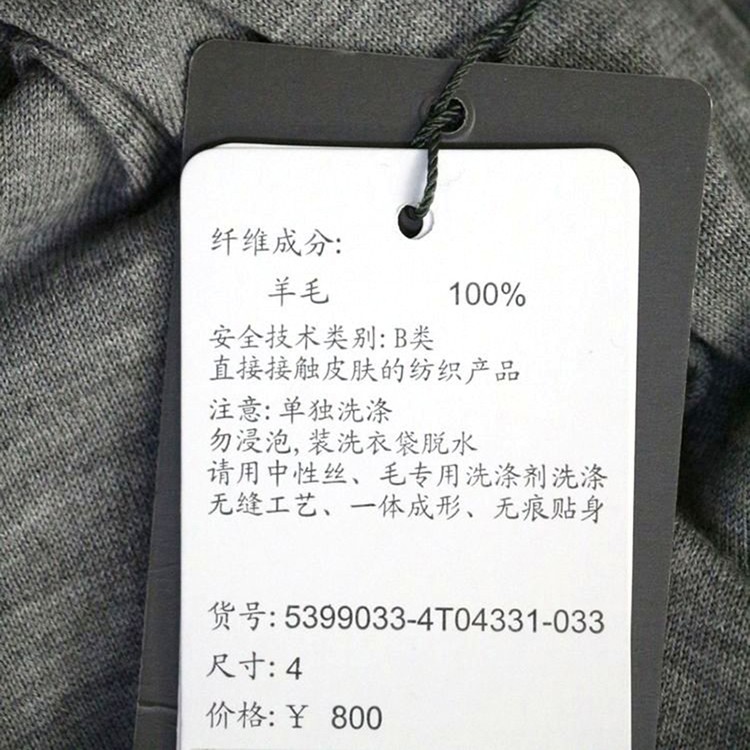 纤维成分:
羊毛 100%
安全技术类别: B类
直接接触皮肤的纺织产品
注意: 单独洗涤
勿浸泡, 装洗衣袋脱水
请用中性丝、毛专用洗涤剂洗涤
无缝工艺、一体成形、无痕贴身
货号: 5399033-4T04331-033
尺寸: 4
价格: ¥ 800